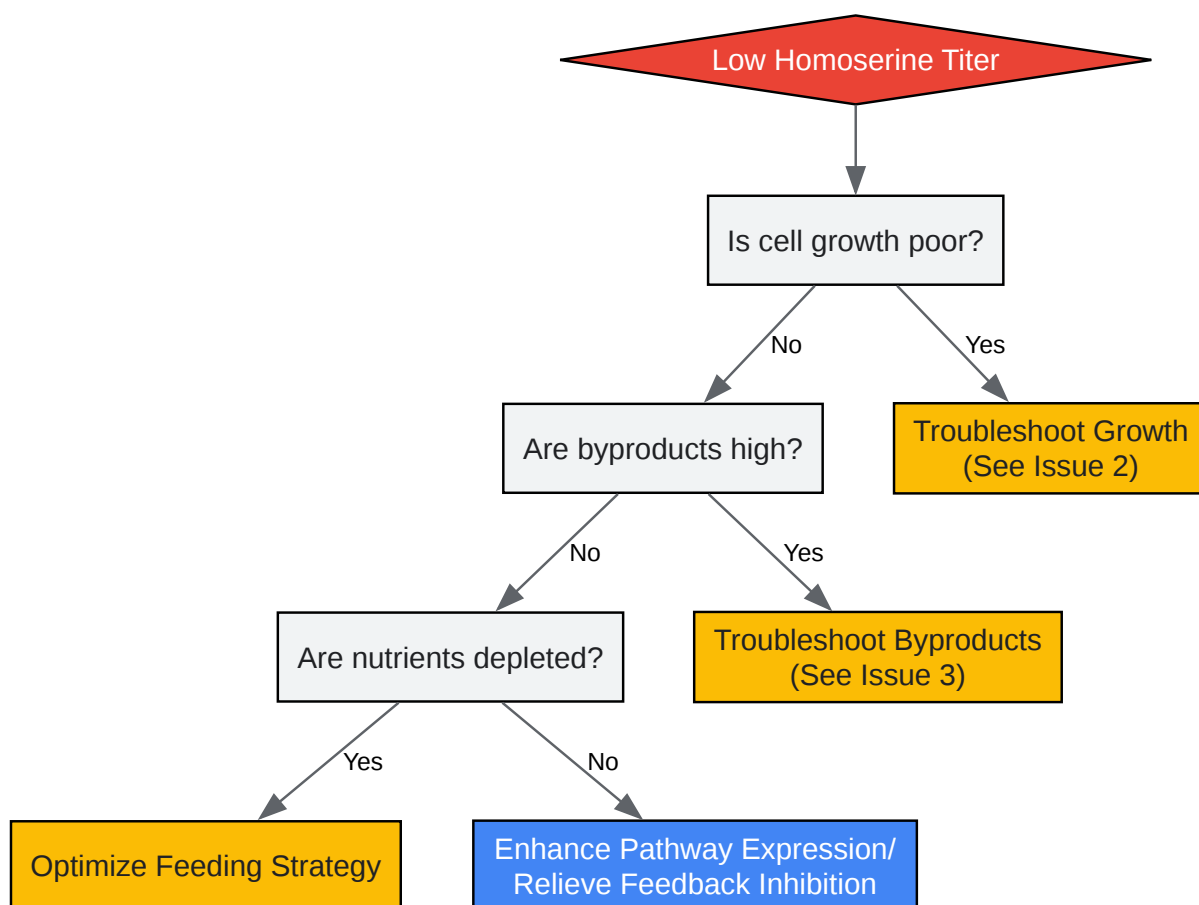 Low Homoserine Titer
Is cell growth poor?
No
Yes
Are byproducts high?
Troubleshoot Growth
(See Issue 2)
No
Yes
Are nutrients depleted?
Troubleshoot Byproducts
(See Issue 3)
Yes
No
Optimize Feeding Strategy
Enhance Pathway Expression/
Relieve Feedback Inhibition